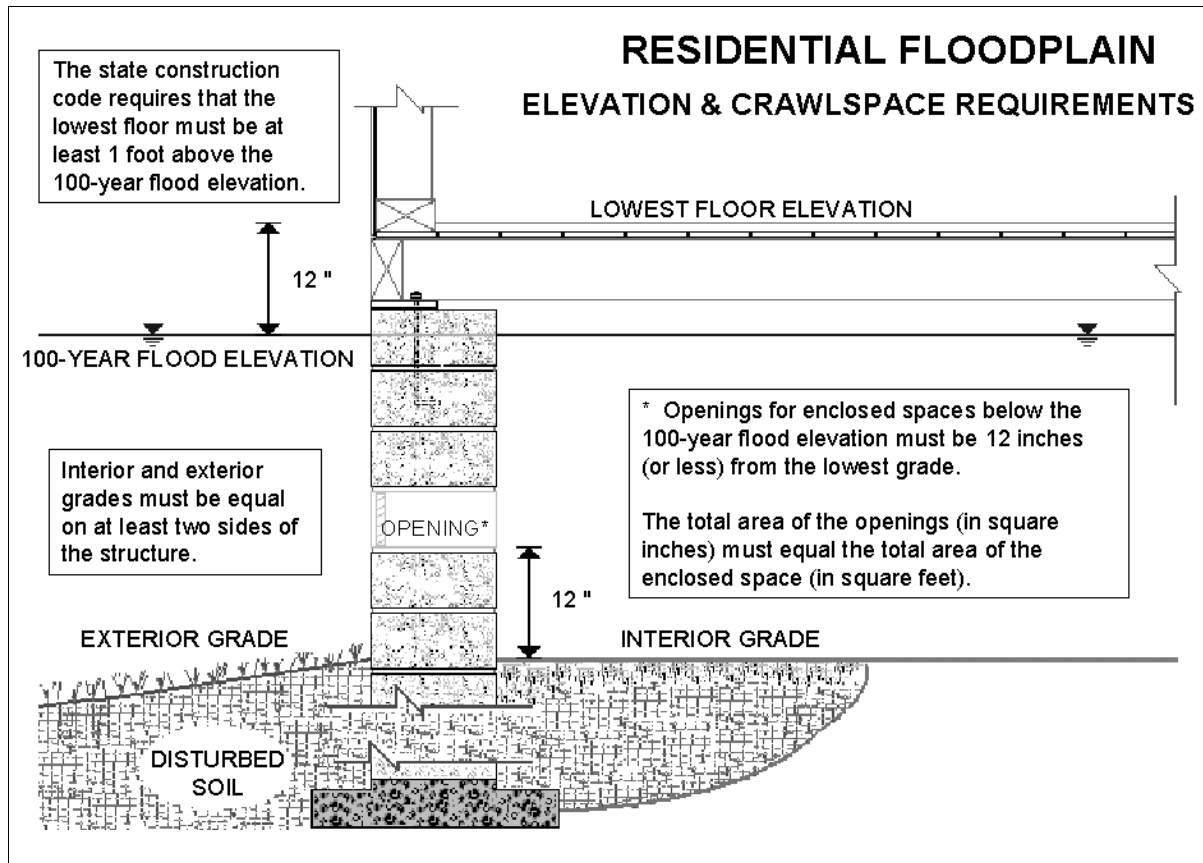 RESIDENTIAL FLOODPLAIN
ELEVATION & CRAWLSPACE REQUIREMENTS
The state construction
code requires that the
lowest floor must be at
least 1 foot above the
100-year flood elevation.
LOWEST FLOOR ELEVATION
12 "
100-YEAR FLOOD ELEVATION
* Openings for enclosed spaces below the
100-year flood elevation must be 12 inches
(or less) from the lowest grade.
The total area of the openings (in square
inches) must equal the total area of the
enclosed space (in square feet).
Interior and exterior
grades must be equal
on at least two sides of
the structure.
OPENING*
12 "
EXTERIOR GRADE
INTERIOR GRADE
DISTURBED
SOIL